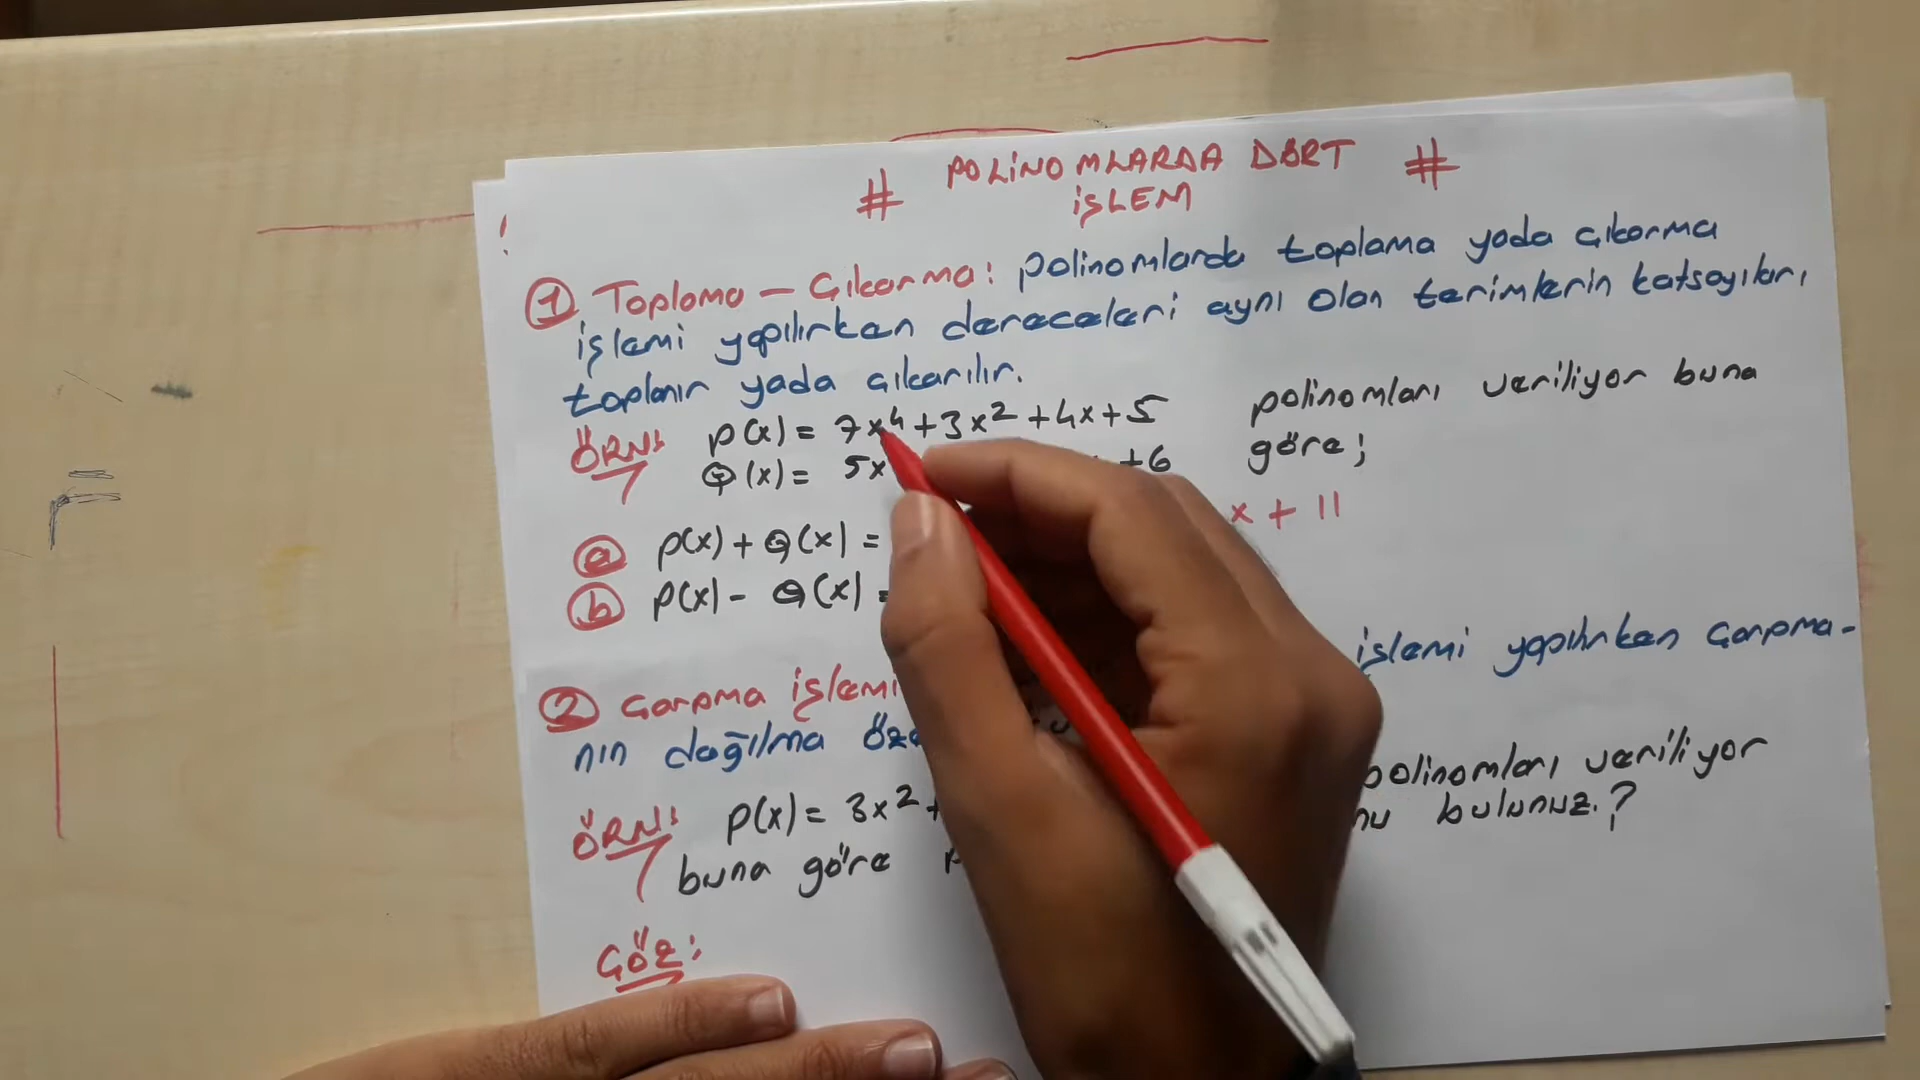 # POLİNOMLARDA DÖRT #
İŞLEM
① Toplama – Çıkarma: polinomlarda toplama yada çıkarma
işlemi yapılırken dereceleri aynı olan terimlerin katsayıları
toplanır yada çıkarılır.
ÖRN: P(x) = 7x⁴ + 3x² + 4x + 5 polinomları veriliyor buna
Q(x) = 5x +6 göre;
ⓐ P(x) + Q(x) = x + 11
ⓑ P(x) - Q(x) =
② Çarpma işlemi işlemi yapılırken çarpma-
nın dağılma
ÖRN: P(x) = 3x² + polinomları veriliyor
buna göre bulunuz.?
ÇÖZ: